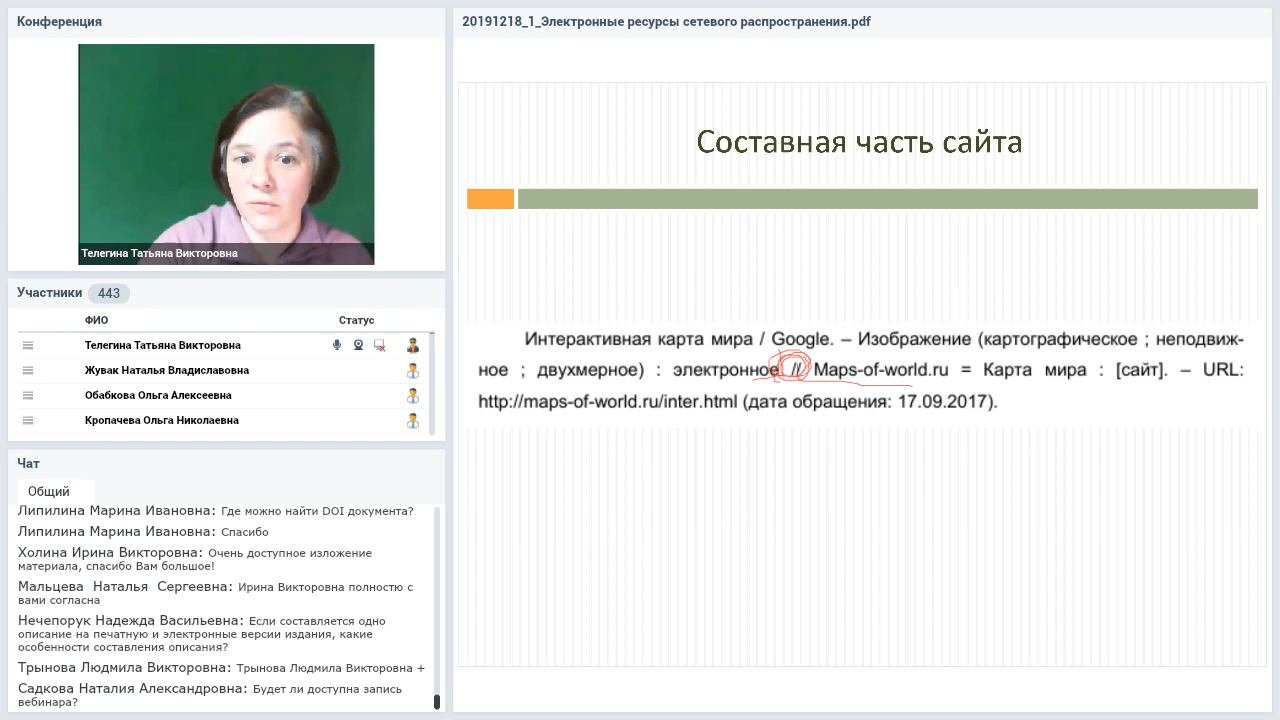 Конференция
Телегина Татьяна Викторовна
Участники 443
ФИО Статус
Телегина Татьяна Викторовна
Жувак Наталья Владиславовна
Обабкова Ольга Алексеевна
Кропачева Ольга Николаевна
Чат
Общий
Липилина Марина Ивановна: Где можно найти DOI документа?
Липилина Марина Ивановна: Спасибо
Холина Ирина Викторовна: Очень доступное изложение
материала, спасибо Вам большое!
Мальцева Наталья Сергеевна: Ирина Викторовна полностю с
вами согласна
Нечепорук Надежда Васильевна: Если составляется одно
описание на печатную и электронные версии издания, какие
особенности составления описания?
Трынова Людмила Викторовна: Трынова Людмила Викторовна +
Садкова Наталия Александровна: Будет ли доступна запись
вебинара?
20191218_1_Электронные ресурсы сетевого распространения.pdf
Составная часть сайта
Интерактивная карта мира / Google. – Изображение (картографическое ; неподвиж-
ное ; двухмерное) : электронное // Maps-of-world.ru = Карта мира : [сайт]. – URL:
http://maps-of-world.ru/inter.html (дата обращения: 17.09.2017).